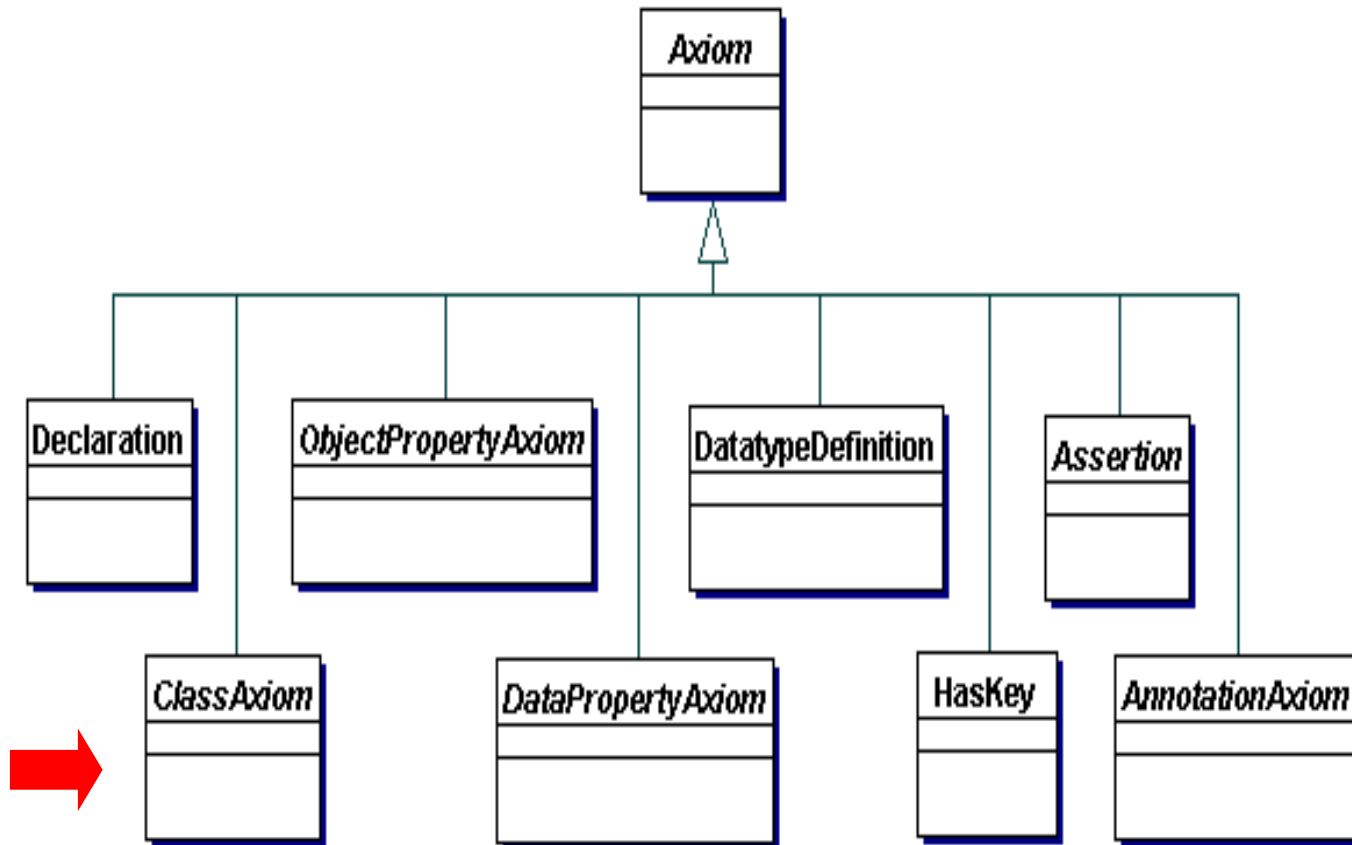 Axiom
Declaration
ObjectPropertyAxiom
DatatypeDefinition
Assertion
ClassAxiom
DataPropertyAxiom
HasKey
AnnotationAxiom